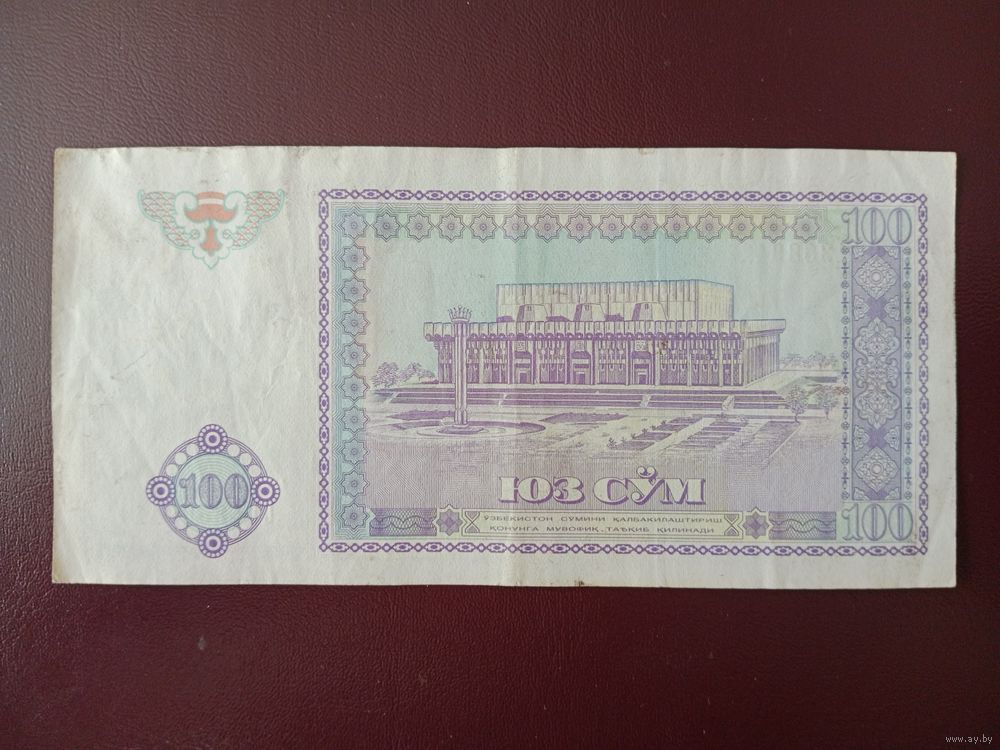 100
100
ЮЗ СЎМ
ЎЗБЕКИСТОН СЎМИНИ ҚАЛБАКИЛАШТИРИШ
ҚОНУНГА МУВОФИҚ ТАЪҚИБ ҚИЛИНАДИ
100
www.ay.by